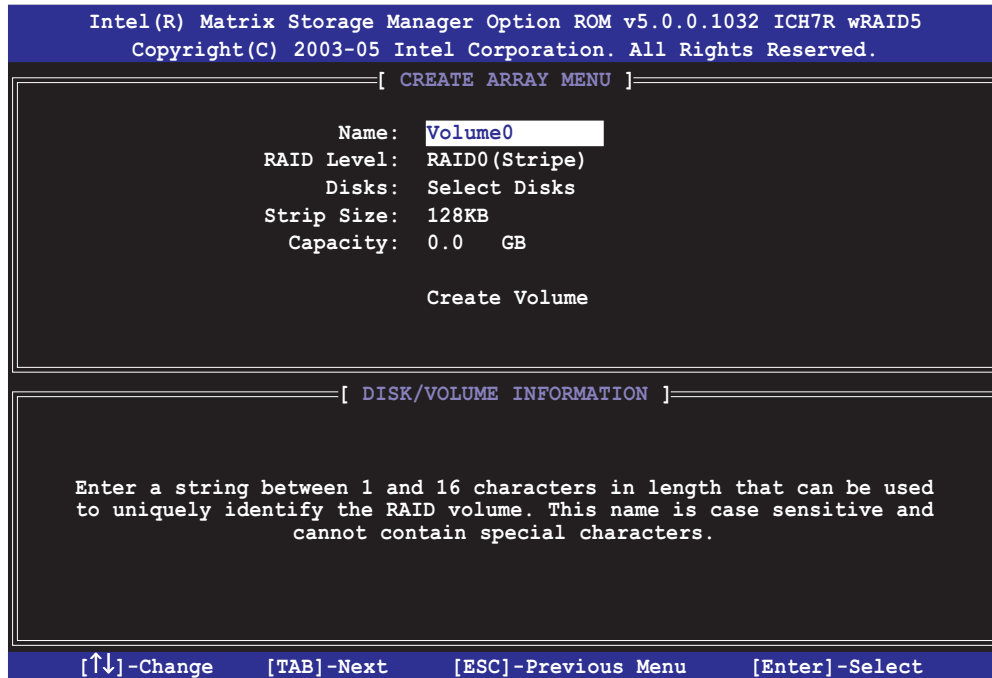 Intel(R) Matrix Storage Manager Option ROM v5.0.0.1032 ICH7R wRAID5
Copyright(C) 2003-05 Intel Corporation. All Rights Reserved.
[ CREATE ARRAY MENU ]
Name: Volume0
RAID Level: RAID0(Stripe)
Disks: Select Disks
Strip Size: 128KB
Capacity: 0.0 GB
Create Volume
[ DISK/VOLUME INFORMATION ]
Enter a string between 1 and 16 characters in length that can be used
to uniquely identify the RAID volume. This name is case sensitive and
cannot contain special characters.
[↑↓]-Change [TAB]-Next [ESC]-Previous Menu [Enter]-Select